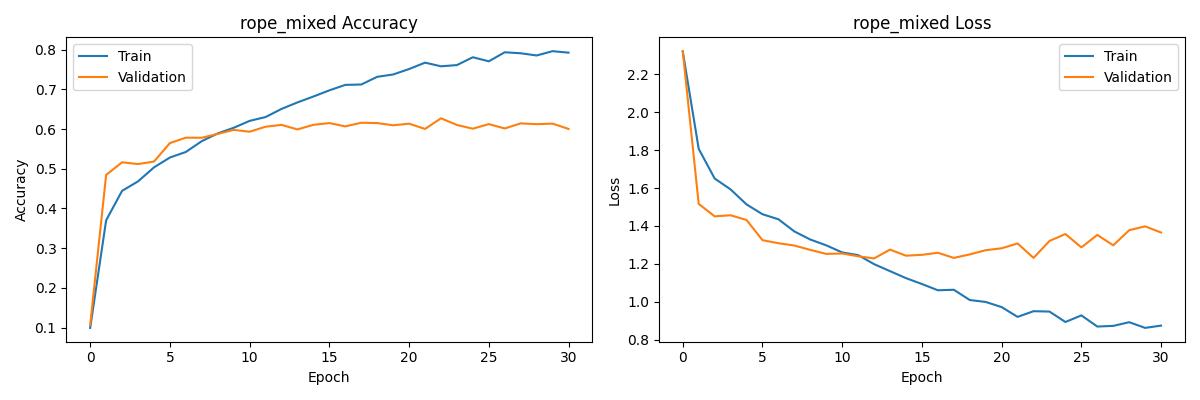 rope_mixed Accuracy
Train
Validation
0.8
0.7
0.6
0.5
0.4
0.3
0.2
0.1
Accuracy
0 5 10 15 20 25 30
Epoch
rope_mixed Loss
Train
Validation
2.2
2.0
1.8
1.6
1.4
1.2
1.0
0.8
Loss
0 5 10 15 20 25 30
Epoch